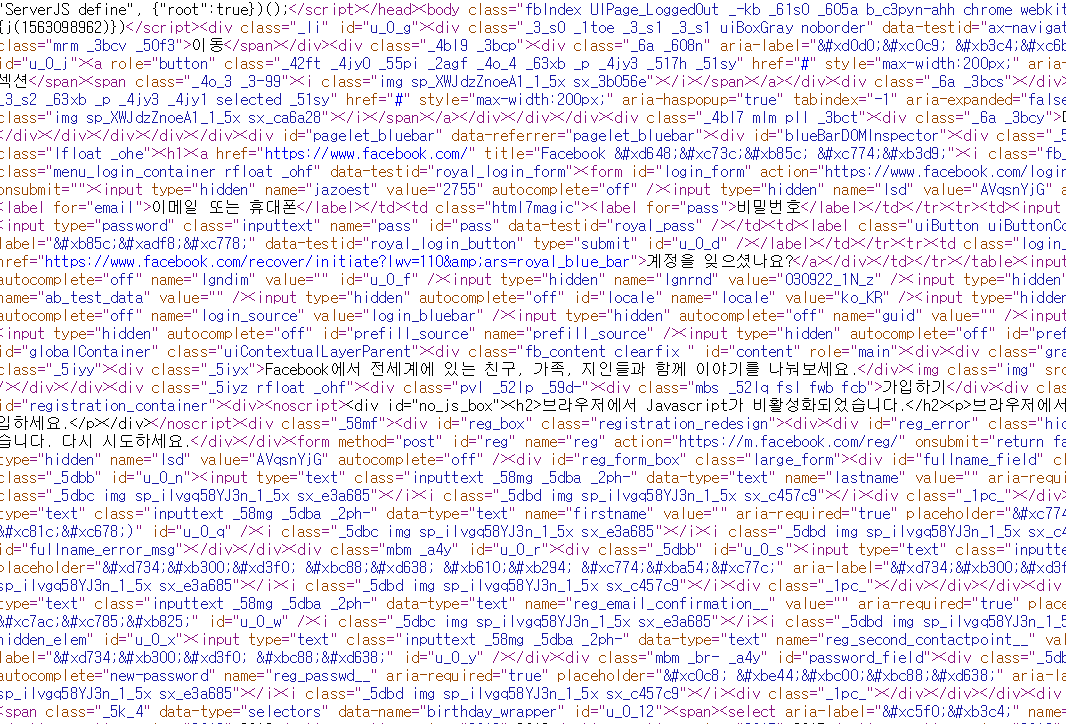 "ServerJS define", {"root":true})();</script></head><body class="fbIndex UIPage_LoggedOut _-kb _61s0 _605a b_c3pyn-ahh chrome webkit
{j(1563098962})</script><div class="_li" id="u_0_g"><div class="_3_s0 _1toe _3_s1 _3_s1 uiBoxGray noborder" data-testid="ax-navigat
class="mrm _3bcv _50f3">이동</span></div><div class="_4bl9 _3bcp"><div class="_6a _608n" aria-label="&#xd0d0;&#xc0c9; &#xb3c4;&#xc6b
id="u_0_i"><a role="button" class="_42ft _4jy0 _55pi _2agf _4o_4 _63xb _p _4jy3 _517h _51sy" href="#" style="max-width:200px;" aria-
섹션</span><span class="_4o_3 _3-99"><i class="img sp_XWJdzZnoeA1_1_5x sx_3b056e"></i></span></a></div><div class="_6a _3bcs"></div>
_3_s2 _63xb _p _4jy3 _4jy1 selected _51sy" href="#" style="max-width:200px;" aria-haspopup="true" tabindex="-1" aria-expanded="false
class="img sp_XWJdzZnoeA1_1_5x sx_ca6a28"></i></span></a></div></div><div class="_4bl7 mlm pll _3bct"><div class="_6a _3bcy">
</div></div></div></div></div></div><div id="pagelet_bluebar" data-referrer="pagelet_bluebar"><div id="blueBarDOMInspector"><div class="_5
class="lfloat _ohe"><h1><a href="https://www.facebook.com/" title="Facebook &#xd648;&#xc73c;&#xb85c; &#xc774;&#xb3d9;"><i class="fb_
class="menu_login_container rfloat _ohf" data-testid="royal_login_form"><form id="login_form" action="https://www.facebook.com/login
onsubmit=""><input type="hidden" name="jazoest" value="2755" autocomplete="off" /><input type="hidden" name="lsd" value="AVqsnYjG" a
<label for="email">이메일 또는 휴대폰</label></td><td class="html7magic"><label for="pass">비밀번호</label></td></tr><tr><td><input
<input type="password" class="inputtext" name="pass" id="pass" data-testid="royal_pass" /></td><td><label class="uiButton uiButtonCo
label="&#xb85c;&#xadf8;&#xc778;" data-testid="royal_login_button" type="submit" id="u_0_d" /></label></td></tr><tr><td class="login_
href="https://www.facebook.com/recover/initiate?lwv=110&amp;ars=royal_blue_bar">계정을 잊으셨나요?</a></div></td></tr></table><input
autocomplete="off" name="lgndim" value="" id="u_0_f" /><input type="hidden" name="lgnrnd" value="030922_1N_z" /><input type="hidden
name="ab_test_data" value="" /><input type="hidden" autocomplete="off" id="locale" name="locale" value="ko_KR" /><input type="hidden
autocomplete="off" name="login_source" value="login_bluebar" /><input type="hidden" autocomplete="off" name="guid" value="" /><input
<input type="hidden" autocomplete="off" id="prefill_source" name="prefill_source" /><input type="hidden" autocomplete="off" id="pref
id="globalContainer" class="uiContextualLayerParent"><div class="fb_content clearfix " id="content" role="main"><div><div class="gra
class="_5iyy"><div class="_5iyx">Facebook에서 전세계에 있는 친구, 가족, 지인들과 함께 이야기를 나눠보세요.</div><img class="img" src=
/></div></div><div class="_5iyz rfloat _ohf"><div class="pvl _52lp _59d-"><div class="mbs _52lq fsl fwb fcb">가입하기</div><div class
id="registration_container"><div><noscript><div id="no_js_box"><h2>브라우저에서 Javascript가 비활성화되었습니다.</h2><p>브라우저에서
입하세요.</p></div></noscript><div class="_58mf"><div id="reg_box" class="registration_redesign"><div><div id="reg_error" class="hid
습니다. 다시 시도하세요.</div></div><form method="post" id="reg" name="reg" action="https://m.facebook.com/reg/" onsubmit="return fa
type="hidden" name="lsd" value="AVqsnYjG" autocomplete="off" /><div id="reg_form_box" class="large_form"><div id="fullname_field" cl
class="_5dbb" id="u_0_n"><input type="text" class="inputtext _58mg _5dba _2ph-" data-type="text" name="lastname" value="" aria-requi
class="_5dbc img sp_ilvgq58YJ3n_1_5x sx_e3a685"></i><i class="_5dbd img sp_ilvgq58YJ3n_1_5x sx_c457c9"></i><div class="_1pc_"></div>
type="text" class="inputtext _58mg _5dba _2ph-" data-type="text" name="firstname" value="" aria-required="true" placeholder="&#xc774
&#xc81c;&#xc678;)" id="u_0_q" /><i class="_5dbc img sp_ilvgq58YJ3n_1_5x sx_e3a685"></i><i class="_5dbd img sp_ilvgq58YJ3n_1_5x sx_c4
id="fullname_error_msg"></div></div></div><div class="mbm _a4y" id="u_0_r"><div class="_5dbb" id="u_0_s"><input type="text" class="inputte
placeholder="&#xd734;&#xb300;&#xd3f0; &#xbc88;&#xd638; &#xb610;&#xb294; &#xc774;&#xba54;&#xc77c;" aria-label="&#xd734;&#xb300;&#xd3f
sp_ilvgq58YJ3n_1_5x sx_e3a685"></i><i class="_5dbd img sp_ilvgq58YJ3n_1_5x sx_c457c9"></i><div class="_1pc_"></div></div></div><div
type="text" class="inputtext _58mg _5dba _2ph-" data-type="text" name="reg_email_confirmation__" value="" aria-required="true" place
&#xc7ac;&#xc785;&#xb825;" id="u_0_w" /><i class="_5dbc img sp_ilvgq58YJ3n_1_5x sx_e3a685"></i><i class="_5dbd img sp_ilvgq58YJ3n_1_5
hidden_elem" id="u_0_x"><input type="text" class="inputtext _58mg _5dba _2ph-" data-type="text" name="reg_second_contactpoint__" val
label="&#xd734;&#xb300;&#xd3f0; &#xbc88;&#xd638;" id="u_0_y" /></div><div class="mbm _br- _a4y" id="password_field"><div class="_5db
autocomplete="new-password" name="reg_passwd__" aria-required="true" placeholder="&#xc0c8; &#xbe44;&#xbc00;&#xbc88;&#xd638;" aria-la
sp_ilvgq58YJ3n_1_5x sx_e3a685"></i><i class="_5dbd img sp_ilvgq58YJ3n_1_5x sx_c457c9"></i><div class="_1pc_"></div></div></div><div
<span class="_5k_4" data-type="selectors" data-name="birthday_wrapper" id="u_0_12"><span><select aria-label="&#xc5f0;&#xb3c4;" name=